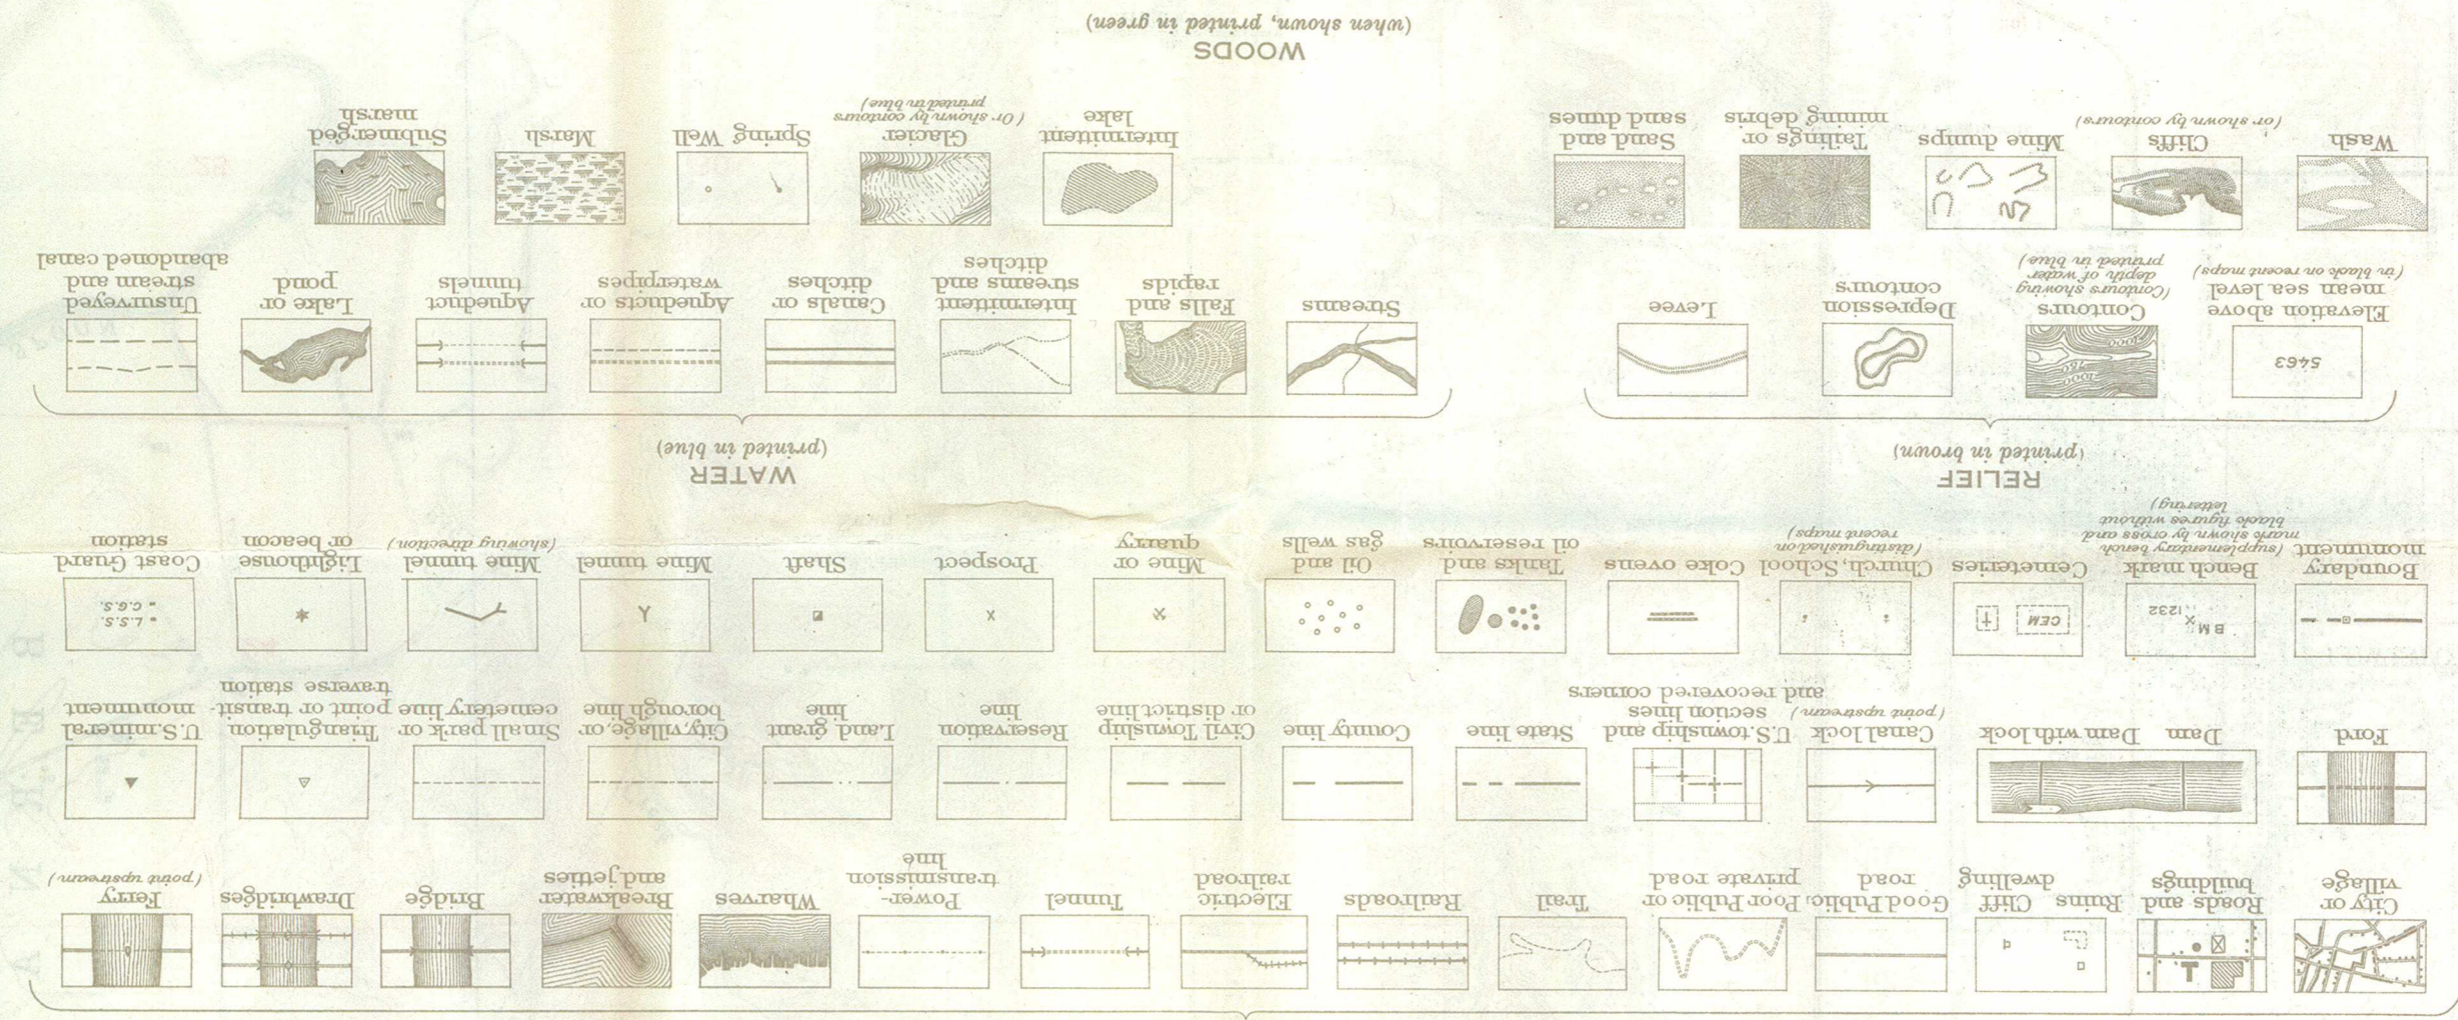 City or
village
Roads and
buildings
Ruins
Cliff
dwelling
Good Public
road
Poor Public or
private road
Trail
Railroads
Electric
railroad
Tunnel
Power-
transmission
line
Wharves
Breakwater
and jetties
Bridge
Drawbridges
Ferry
(point upstream)
Ford
Dam
Dam with lock
Canal lock
(point upstream)
U.S. township and
section lines
and recovered corners
State line
County line
Civil Township
or district line
Reservation
line
Land grant
line
City, village, or
borough line
Small park or
cemetery line
Triangulation
point or transit-
traverse station
U.S. mineral
monument
Boundary
monument
BM
X
1232
Bench mark
(supplementary bench
mark shown by cross and
black figures without
lettering)
CEM
Cemeteries
Church, School,
(distinguished on
recent maps)
Coke ovens
Tanks and
oil reservoirs
Oil and
gas wells
Mine or
quarry
Prospect
Shaft
Mine tunnel
Mine tunnel
(showing direction)
Lighthouse
or beacon
L.S.S.
C.G.S.
Coast Guard
station
RELIEF
(printed in brown)
5463
Elevation above
mean sea level
(in black on recent maps)
1000
750
1000
Contours
(Contours showing
depth of water
printed in blue)
Depression
contours
Levee
Wash
Cliffs
(or shown by contours)
Mine dumps
Tailings or
mining debris
Sand and
sand dunes
WATER
(printed in blue)
Streams
Falls and
rapids
Intermittent
streams and
ditches
Canals or
ditches
Aqueducts or
waterpipes
Aqueduct
tunnels
Lake or
pond
Unsurveyed
stream and
abandoned canal
Intermittent
lake
Glacier
(Or shown by contours
printed in blue)
Spring Well
Marsh
Submerged
marsh
WOODS
(when shown, printed in green)